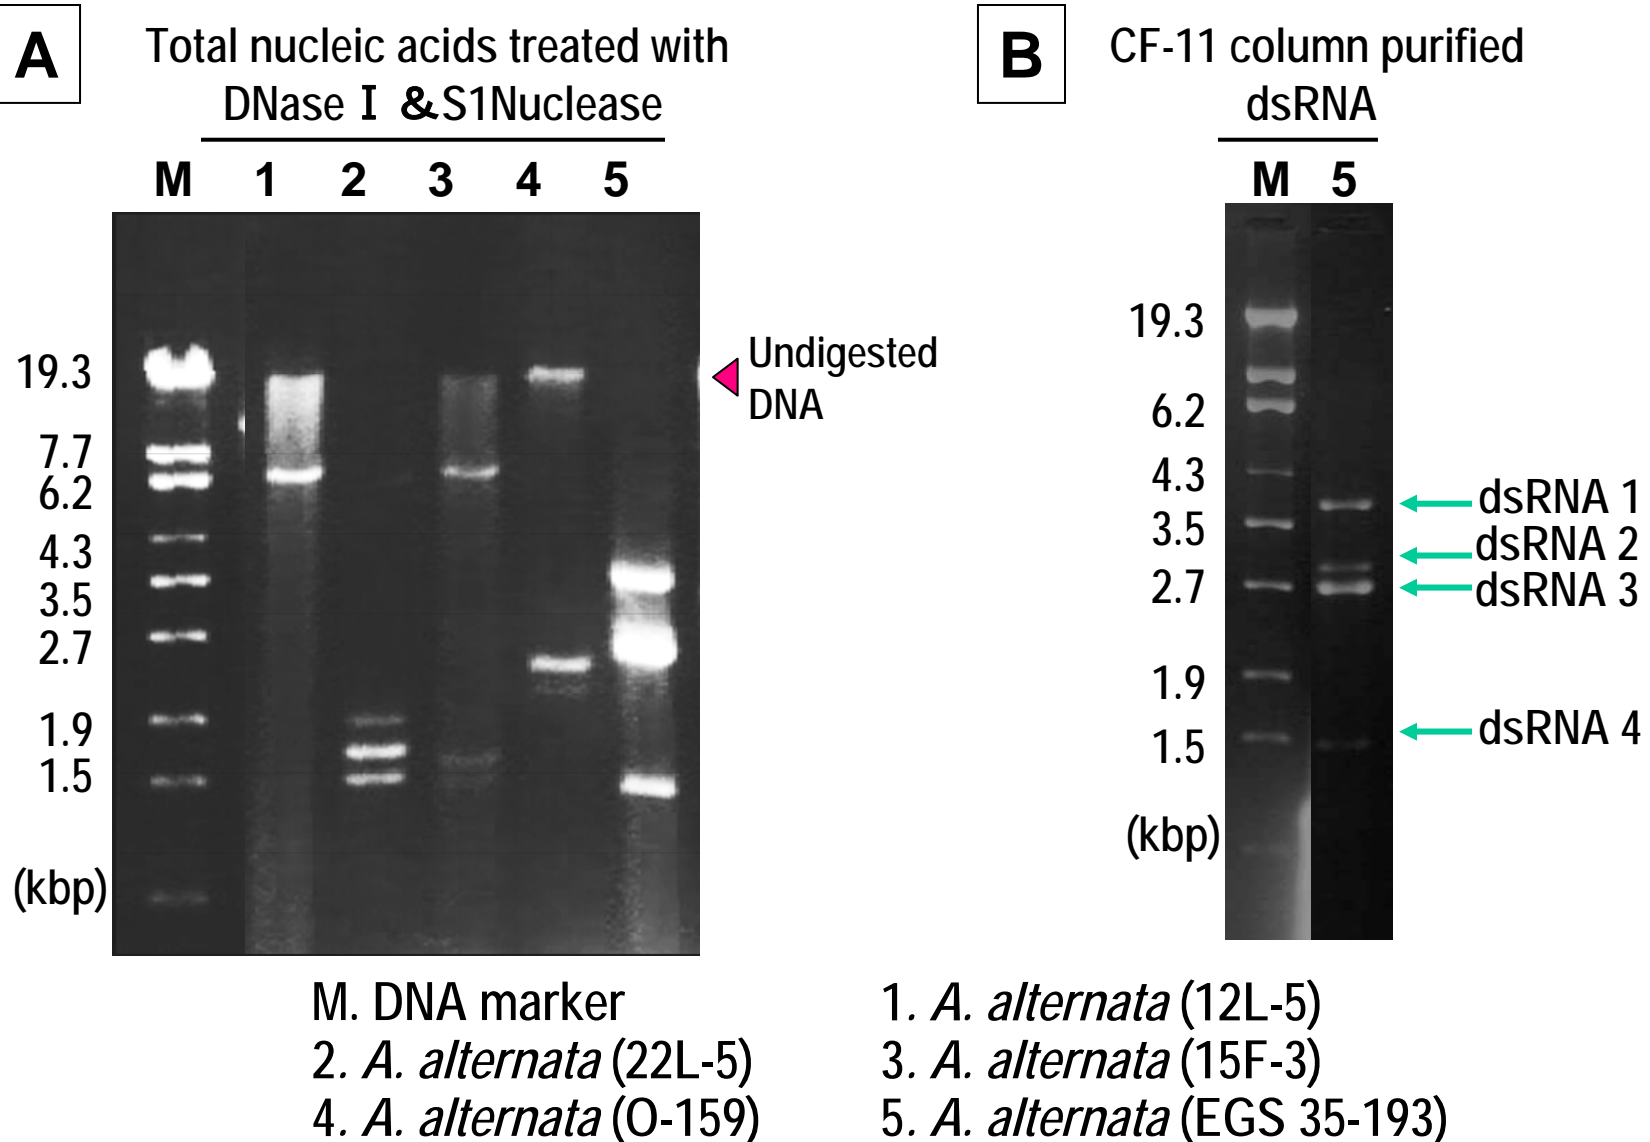 A
Total nucleic acids treated with
DNase I &S1Nuclease
M 1 2 3 4 5
19.3
7.7
6.2
4.3
3.5
2.7
1.9
1.5
(kbp)
Undigested
DNA
B
CF-11 column purified
dsRNA
M 5
19.3
6.2
4.3
3.5
2.7
1.9
1.5
(kbp)
dsRNA 1
dsRNA 2
dsRNA 3
dsRNA 4
M. DNA marker
1. A. alternata (12L-5)
2. A. alternata (22L-5)
3. A. alternata (15F-3)
4. A. alternata (O-159)
5. A. alternata (EGS 35-193)